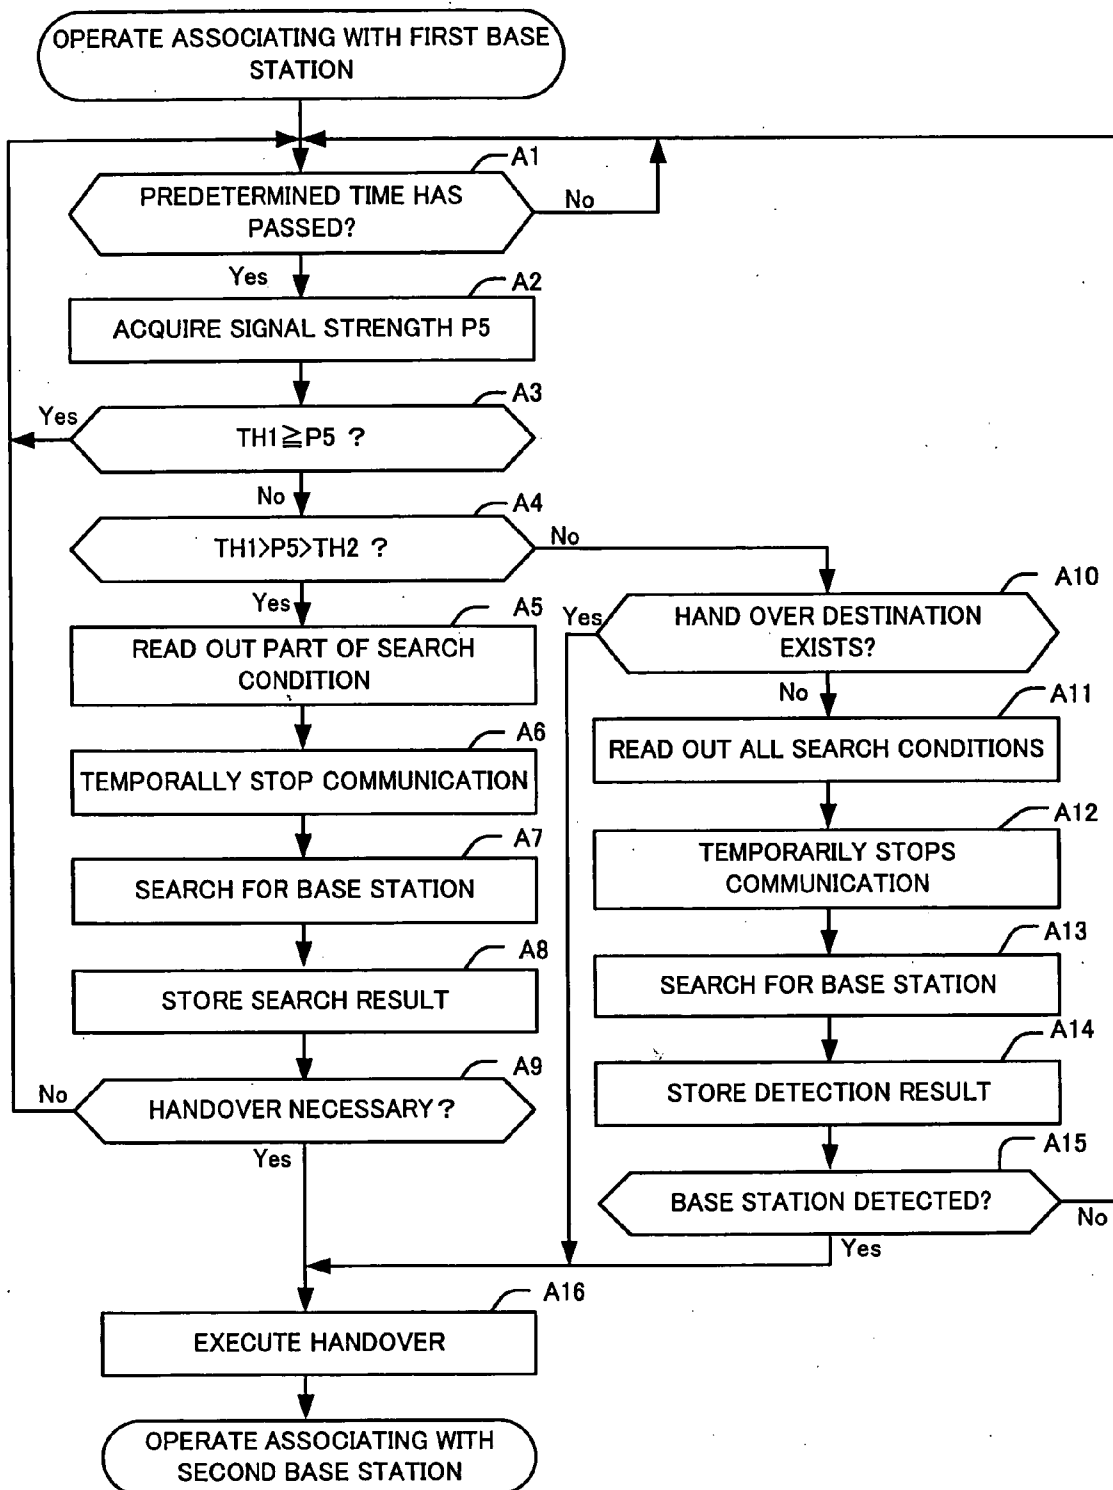 OPERATE ASSOCIATING WITH FIRST BASE
STATION
A1
PREDETERMINED TIME HAS
PASSED?
No
Yes
A2
ACQUIRE SIGNAL STRENGTH P5
A3
Yes
TH1≧P5 ?
No
A4
TH1>P5>TH2 ?
No
Yes
A5
READ OUT PART OF SEARCH
CONDITION
A6
TEMPORALLY STOP COMMUNICATION
A7
SEARCH FOR BASE STATION
A8
STORE SEARCH RESULT
A9
No
HANDOVER NECESSARY?
Yes
A10
Yes
HAND OVER DESTINATION
EXISTS?
No
A11
READ OUT ALL SEARCH CONDITIONS
A12
TEMPORARILY STOPS
COMMUNICATION
A13
SEARCH FOR BASE STATION
A14
STORE DETECTION RESULT
A15
BASE STATION DETECTED?
No
Yes
A16
EXECUTE HANDOVER
OPERATE ASSOCIATING WITH
SECOND BASE STATION